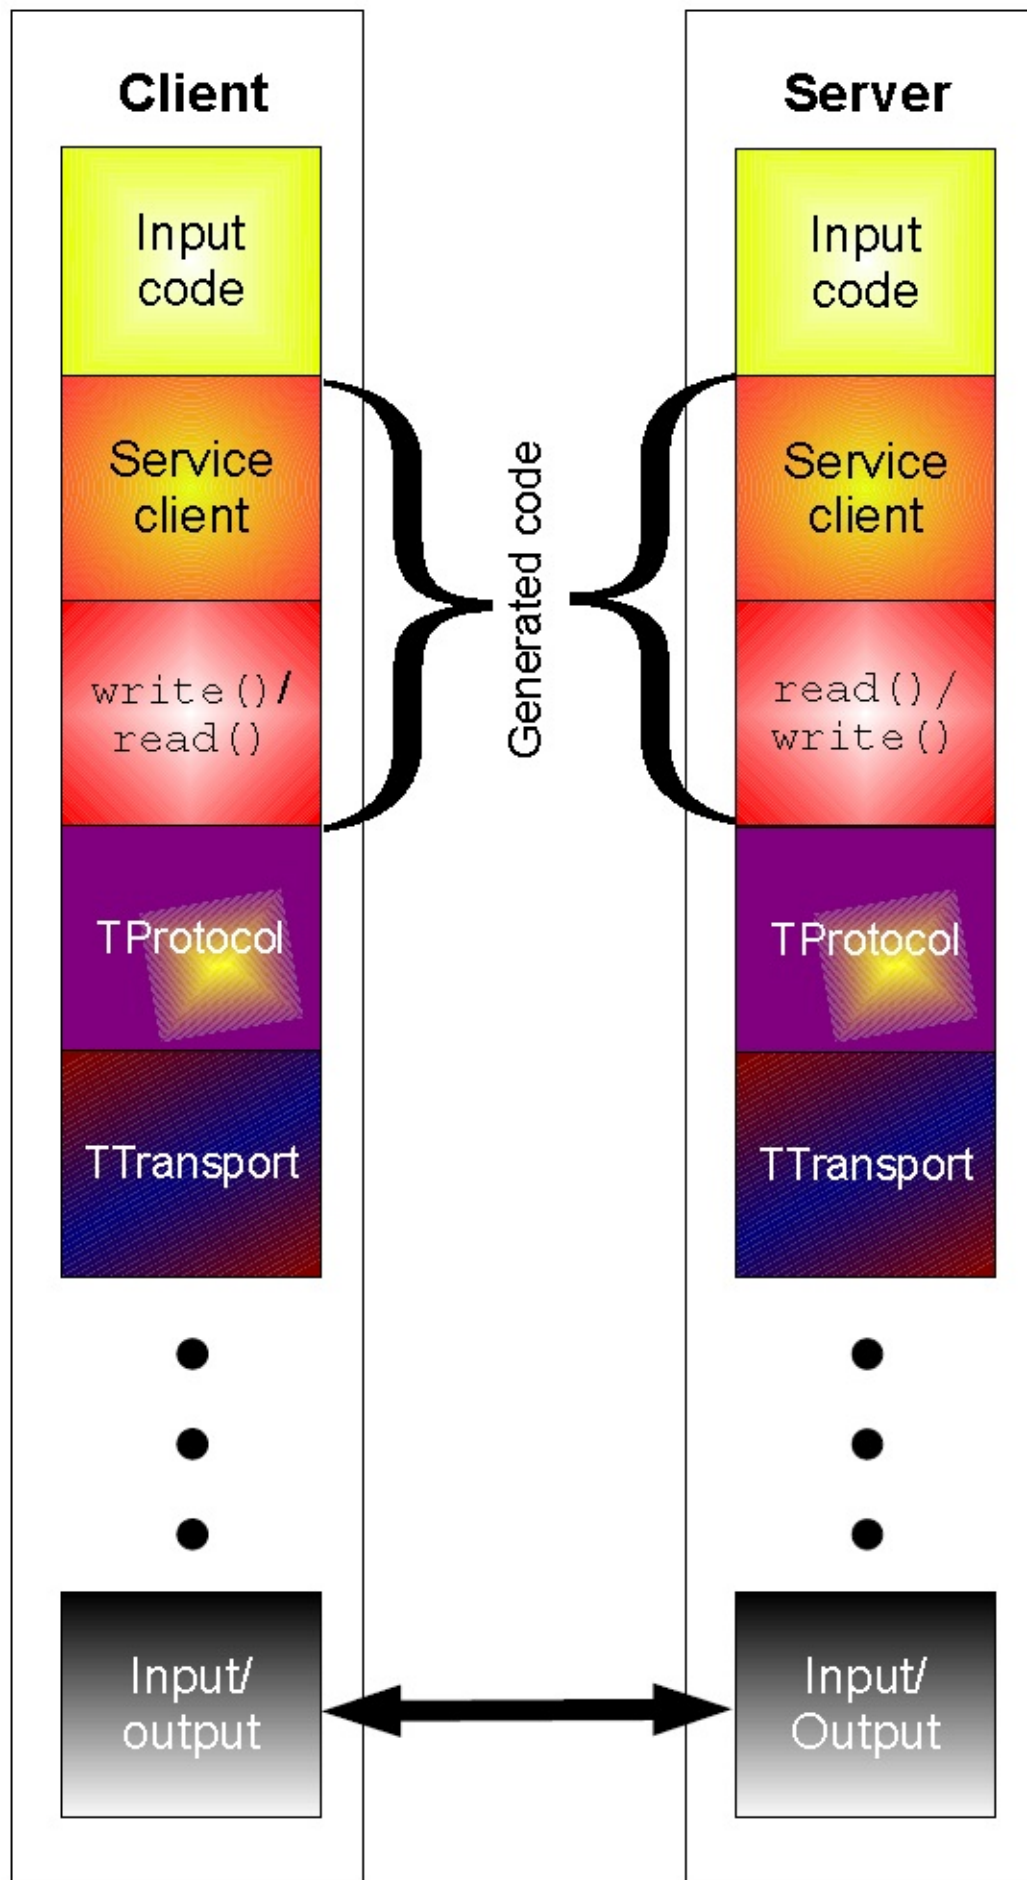 Client
Input
code
Service
client
write()/
read()
TProtocol
TTransport
Input/
output
Generated code
Server
Input
code
Service
client
read()/
write()
TProtocol
TTransport
Input/
Output